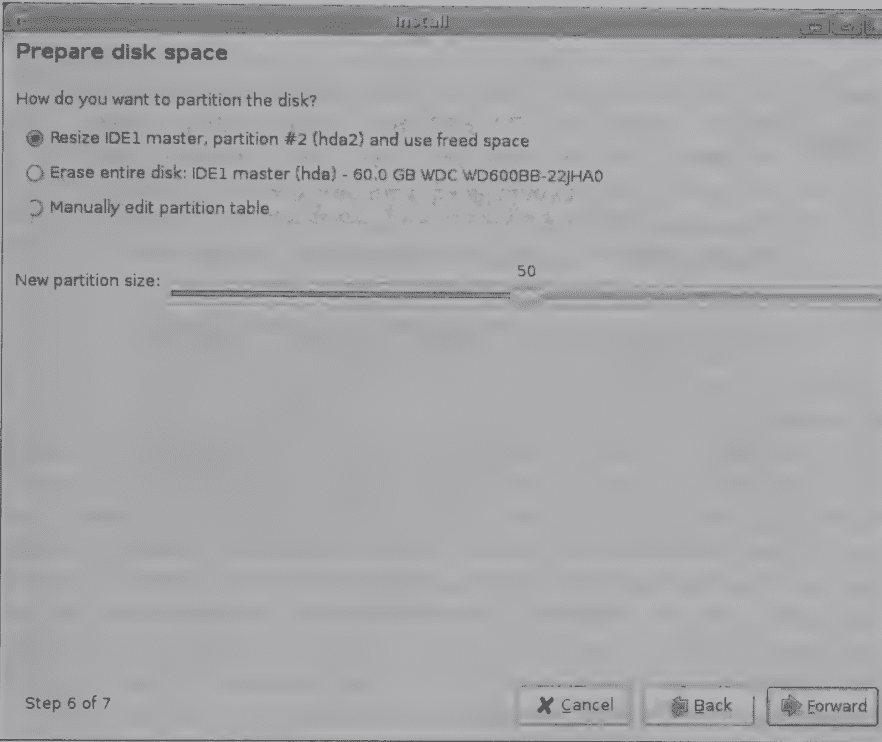 Install
Prepare disk space
How do you want to partition the disk?
Resize IDE1 master, partition #2 (hda2) and use freed space
Erase entire disk: IDE1 master (hda) - 60.0 GB WDC WD600BB-22JHA0
Manually edit partition table
50
New partition size:
Step 6 of 7
Cancel
Back
Forward